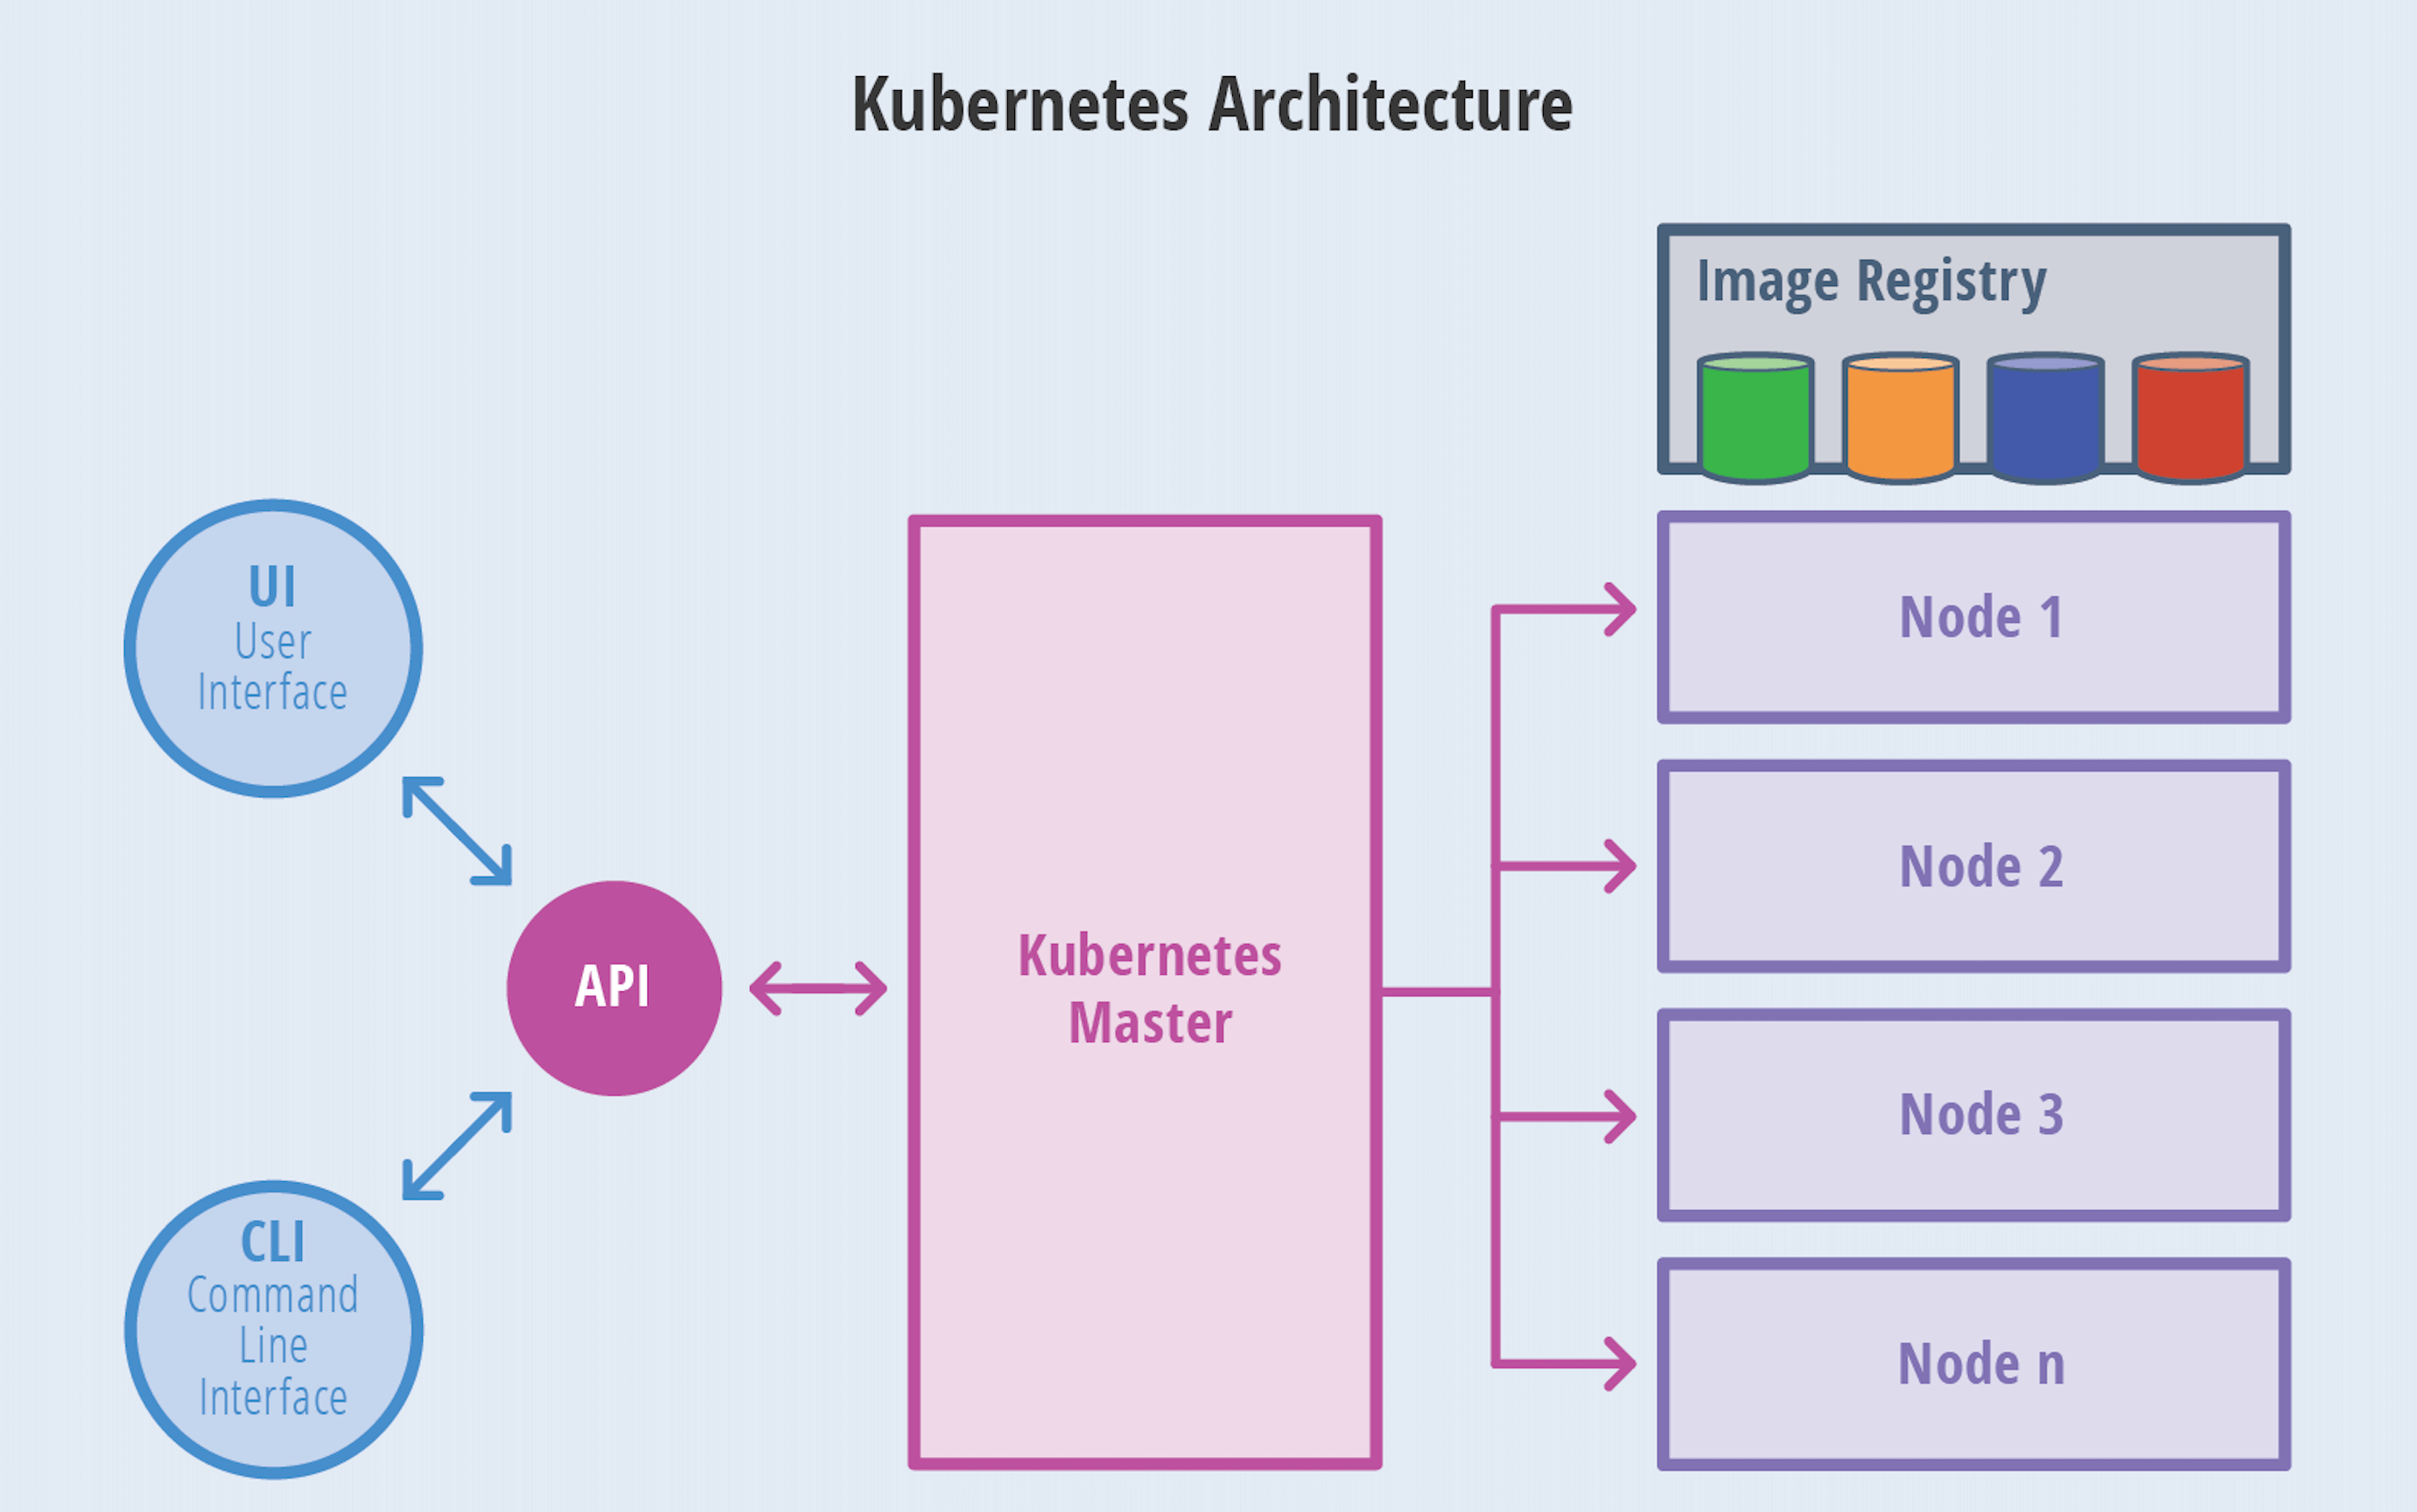 Kubernetes Architecture
Image Registry
UI
User
Interface
API
CLI
Command
Line
Interface
Kubernetes
Master
Node 1
Node 2
Node 3
Node n